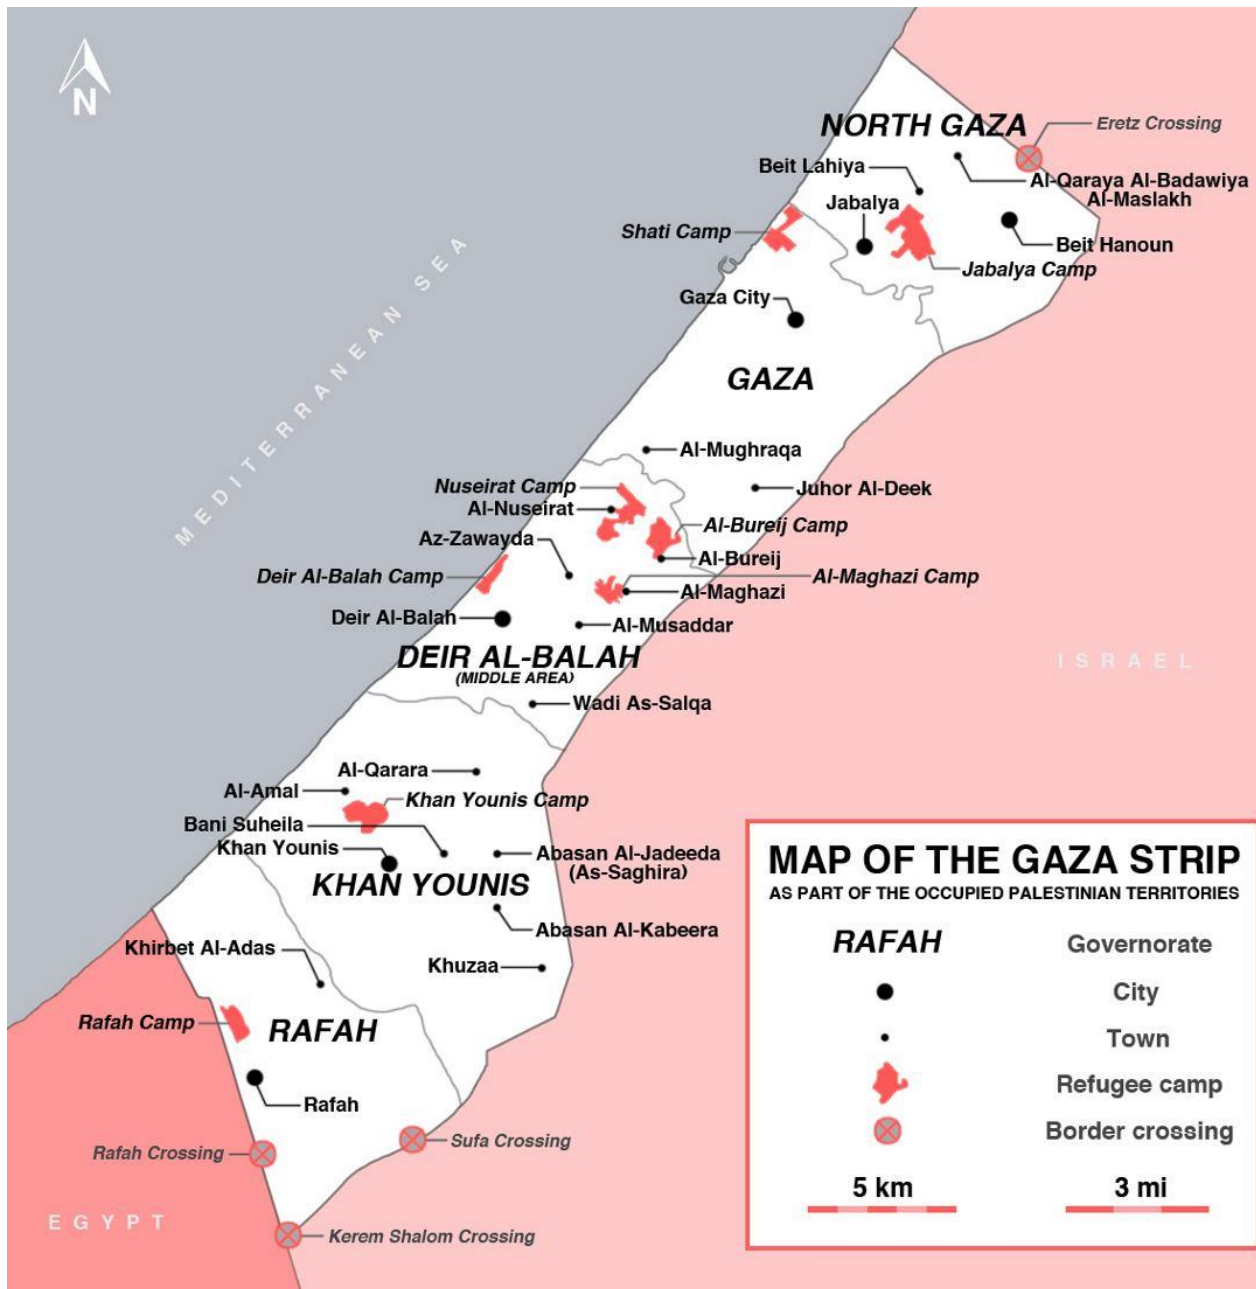 N
NORTH GAZA
Eretz Crossing
Beit Lahiya
Al-Qaraya Al-Badawiya
Al-Maslakh
Jabalya
Shati Camp
Beit Hanoun
Jabalya Camp
MEDITERRANEAN SEA
Gaza City
GAZA
Al-Mughraqa
Nuseirat Camp
Juhor Al-Deek
Al-Nuseirat
Al-Bureij Camp
Az-Zawayda
Al-Bureij
Deir Al-Balah Camp
Al-Maghazi Camp
Al-Maghazi
Deir Al-Balah
Al-Musaddar
DEIR AL-BALAH
(MIDDLE AREA)
ISRAEL
Wadi As-Salqa
Al-Qarara
Al-Amal
Khan Younis Camp
Bani Suheila
Khan Younis
Abasan Al-Jadeeda
(As-Saghira)
KHAN YOUNIS
Abasan Al-Kabeera
Khirbet Al-Adas
Khuzaa
Rafah Camp
RAFAH
Rafah
Sufa Crossing
Rafah Crossing
EGYPT
Kerem Shalom Crossing
MAP OF THE GAZA STRIP
AS PART OF THE OCCUPIED PALESTINIAN TERRITORIES
RAFAH Governorate
City
Town
Refugee camp
Border crossing
5 km 3 mi